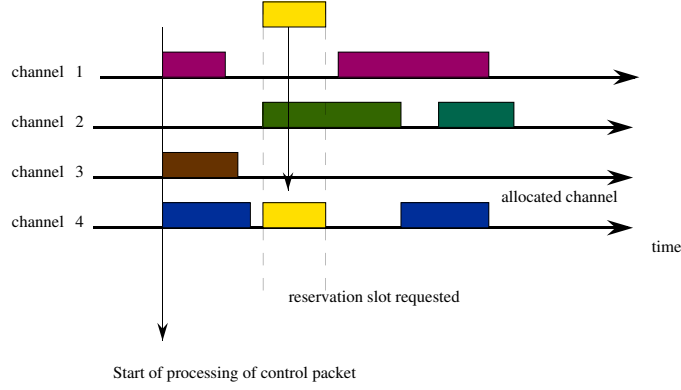 channel 1
channel 2
channel 3
allocated channel
channel 4
time
reservation slot requested
Start of processing of control packet